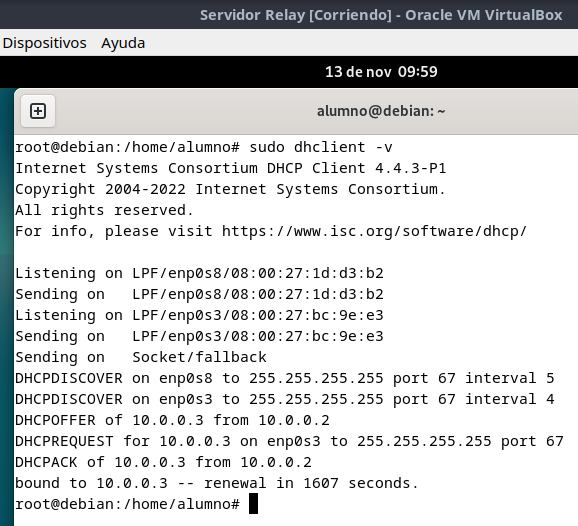 Servidor Relay [Corriendo] - Oracle VM VirtualBox
Dispositivos Ayuda
13 de nov 09:59
alumno@debian: ~
root@debian:/home/alumno# sudo dhclient -v
Internet Systems Consortium DHCP Client 4.4.3-P1
Copyright 2004-2022 Internet Systems Consortium.
All rights reserved.
For info, please visit https://www.isc.org/software/dhcp/
Listening on LPF/enp0s8/08:00:27:1d:d3:b2
Sending on   LPF/enp0s8/08:00:27:1d:d3:b2
Listening on LPF/enp0s3/08:00:27:bc:9e:e3
Sending on   LPF/enp0s3/08:00:27:bc:9e:e3
Sending on   Socket/fallback
DHCPDISCOVER on enp0s8 to 255.255.255.255 port 67 interval 5
DHCPDISCOVER on enp0s3 to 255.255.255.255 port 67 interval 4
DHCPOFFER of 10.0.0.3 from 10.0.0.2
DHCPREQUEST for 10.0.0.3 on enp0s3 to 255.255.255.255 port 67
DHCPACK of 10.0.0.3 from 10.0.0.2
bound to 10.0.0.3 -- renewal in 1607 seconds.
root@debian:/home/alumno#